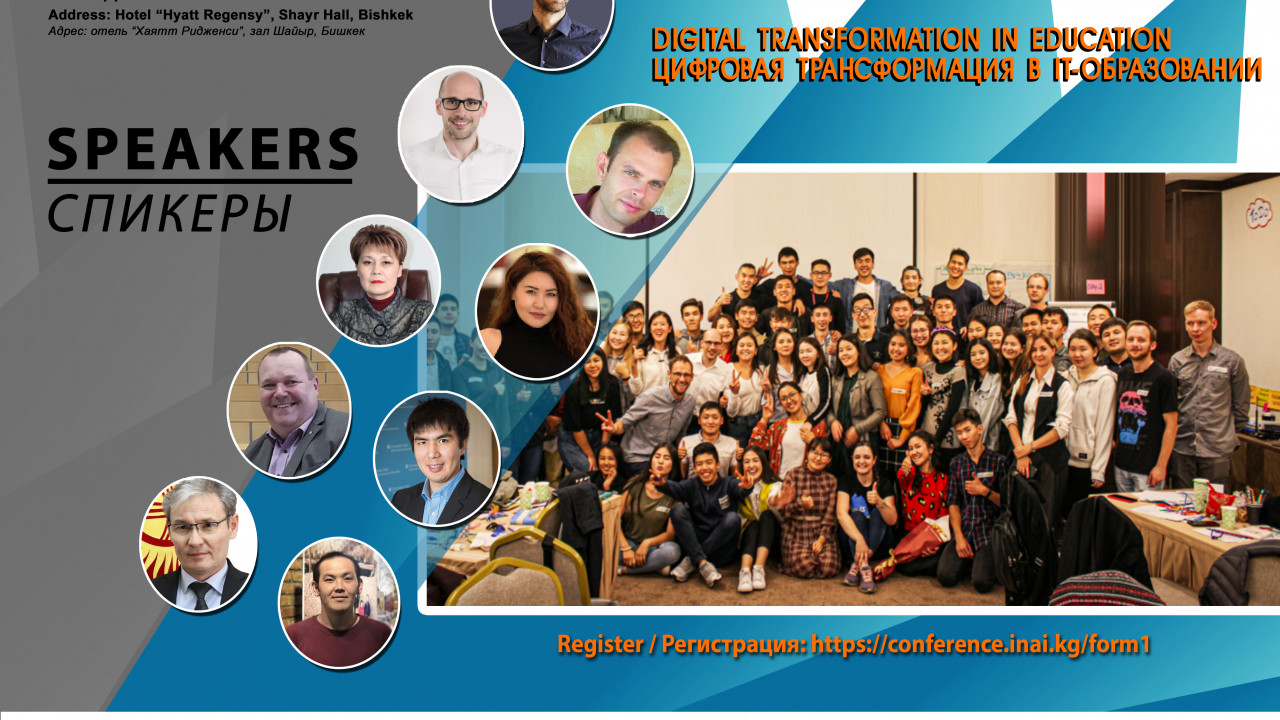 Address: Hotel “Hyatt Regensy”, Shayr Hall, Bishkek
Адрес: отель “Хаятт Ридженси”, зал Шайыр, Бишкек
DIGITAL TRANSFORMATION IN EDUCATION
ЦИФРОВАЯ ТРАНСФОРМАЦИЯ В IT-ОБРАЗОВАНИИ
SPEAKERS
СПИКЕРЫ
Register / Регистрация: https://conference.inai.kg/form1